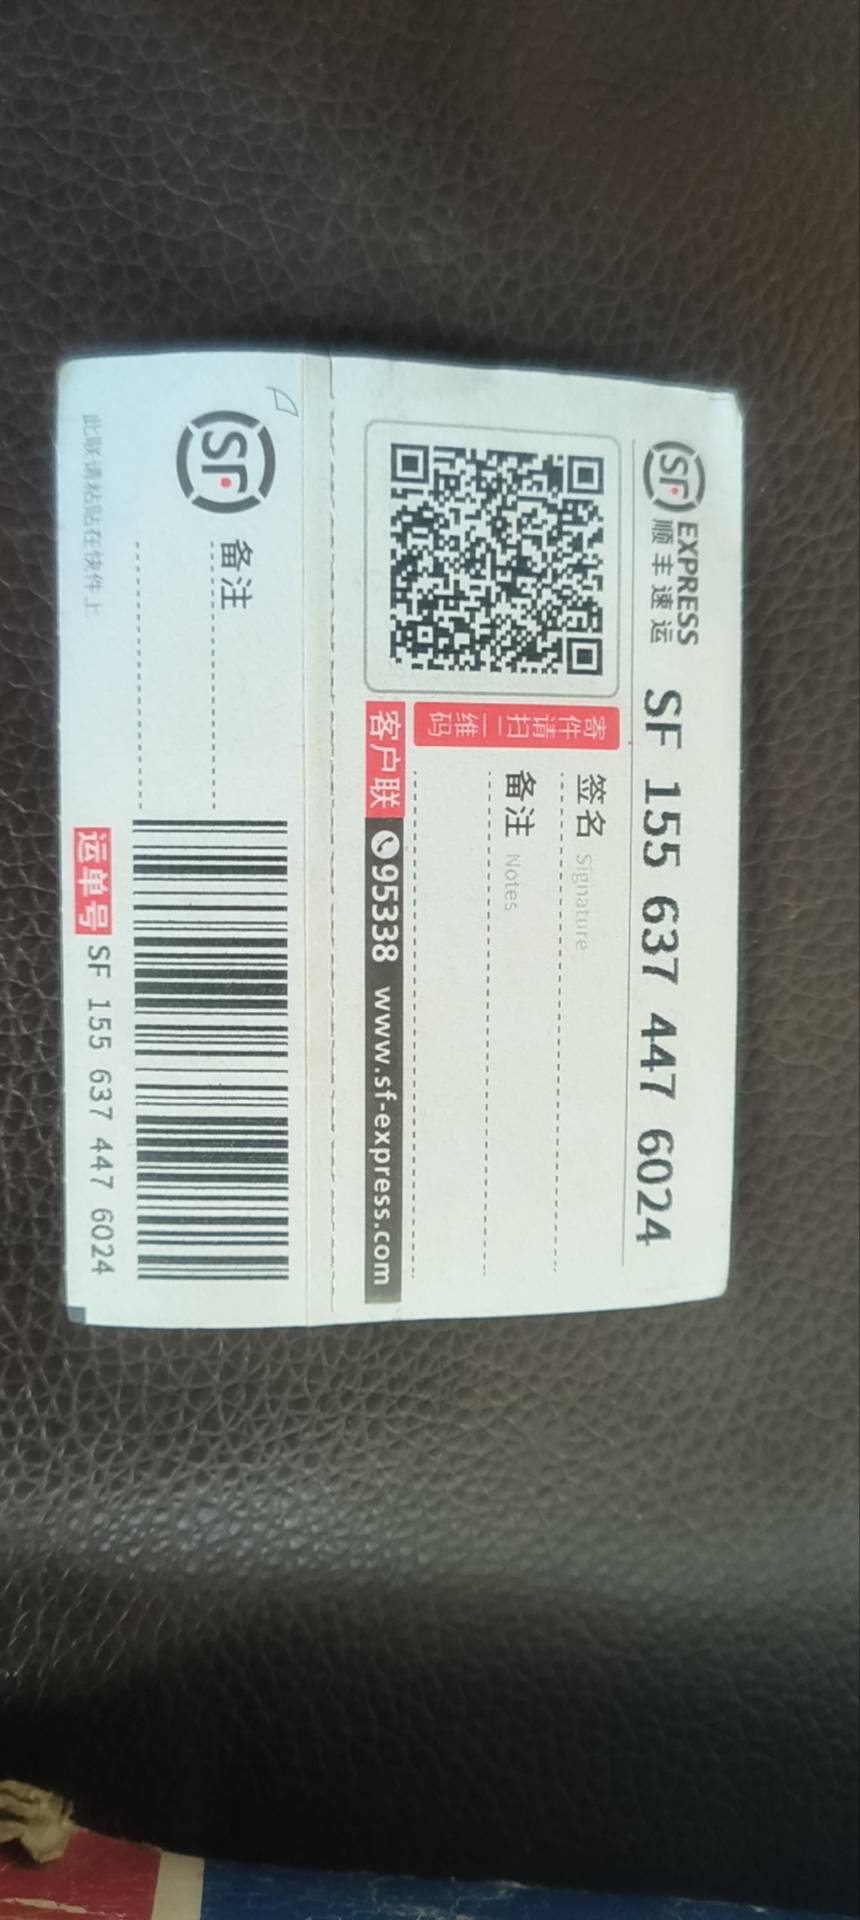 SF EXPRESS
顺丰速运
SF 155 637 447 6024
寄件请扫二维码
签名 Signature
备注 Notes
客户联 95338 www.sf-express.com
SF 备注
运单号 SF 155 637 447 6024
此联请粘贴在快件上